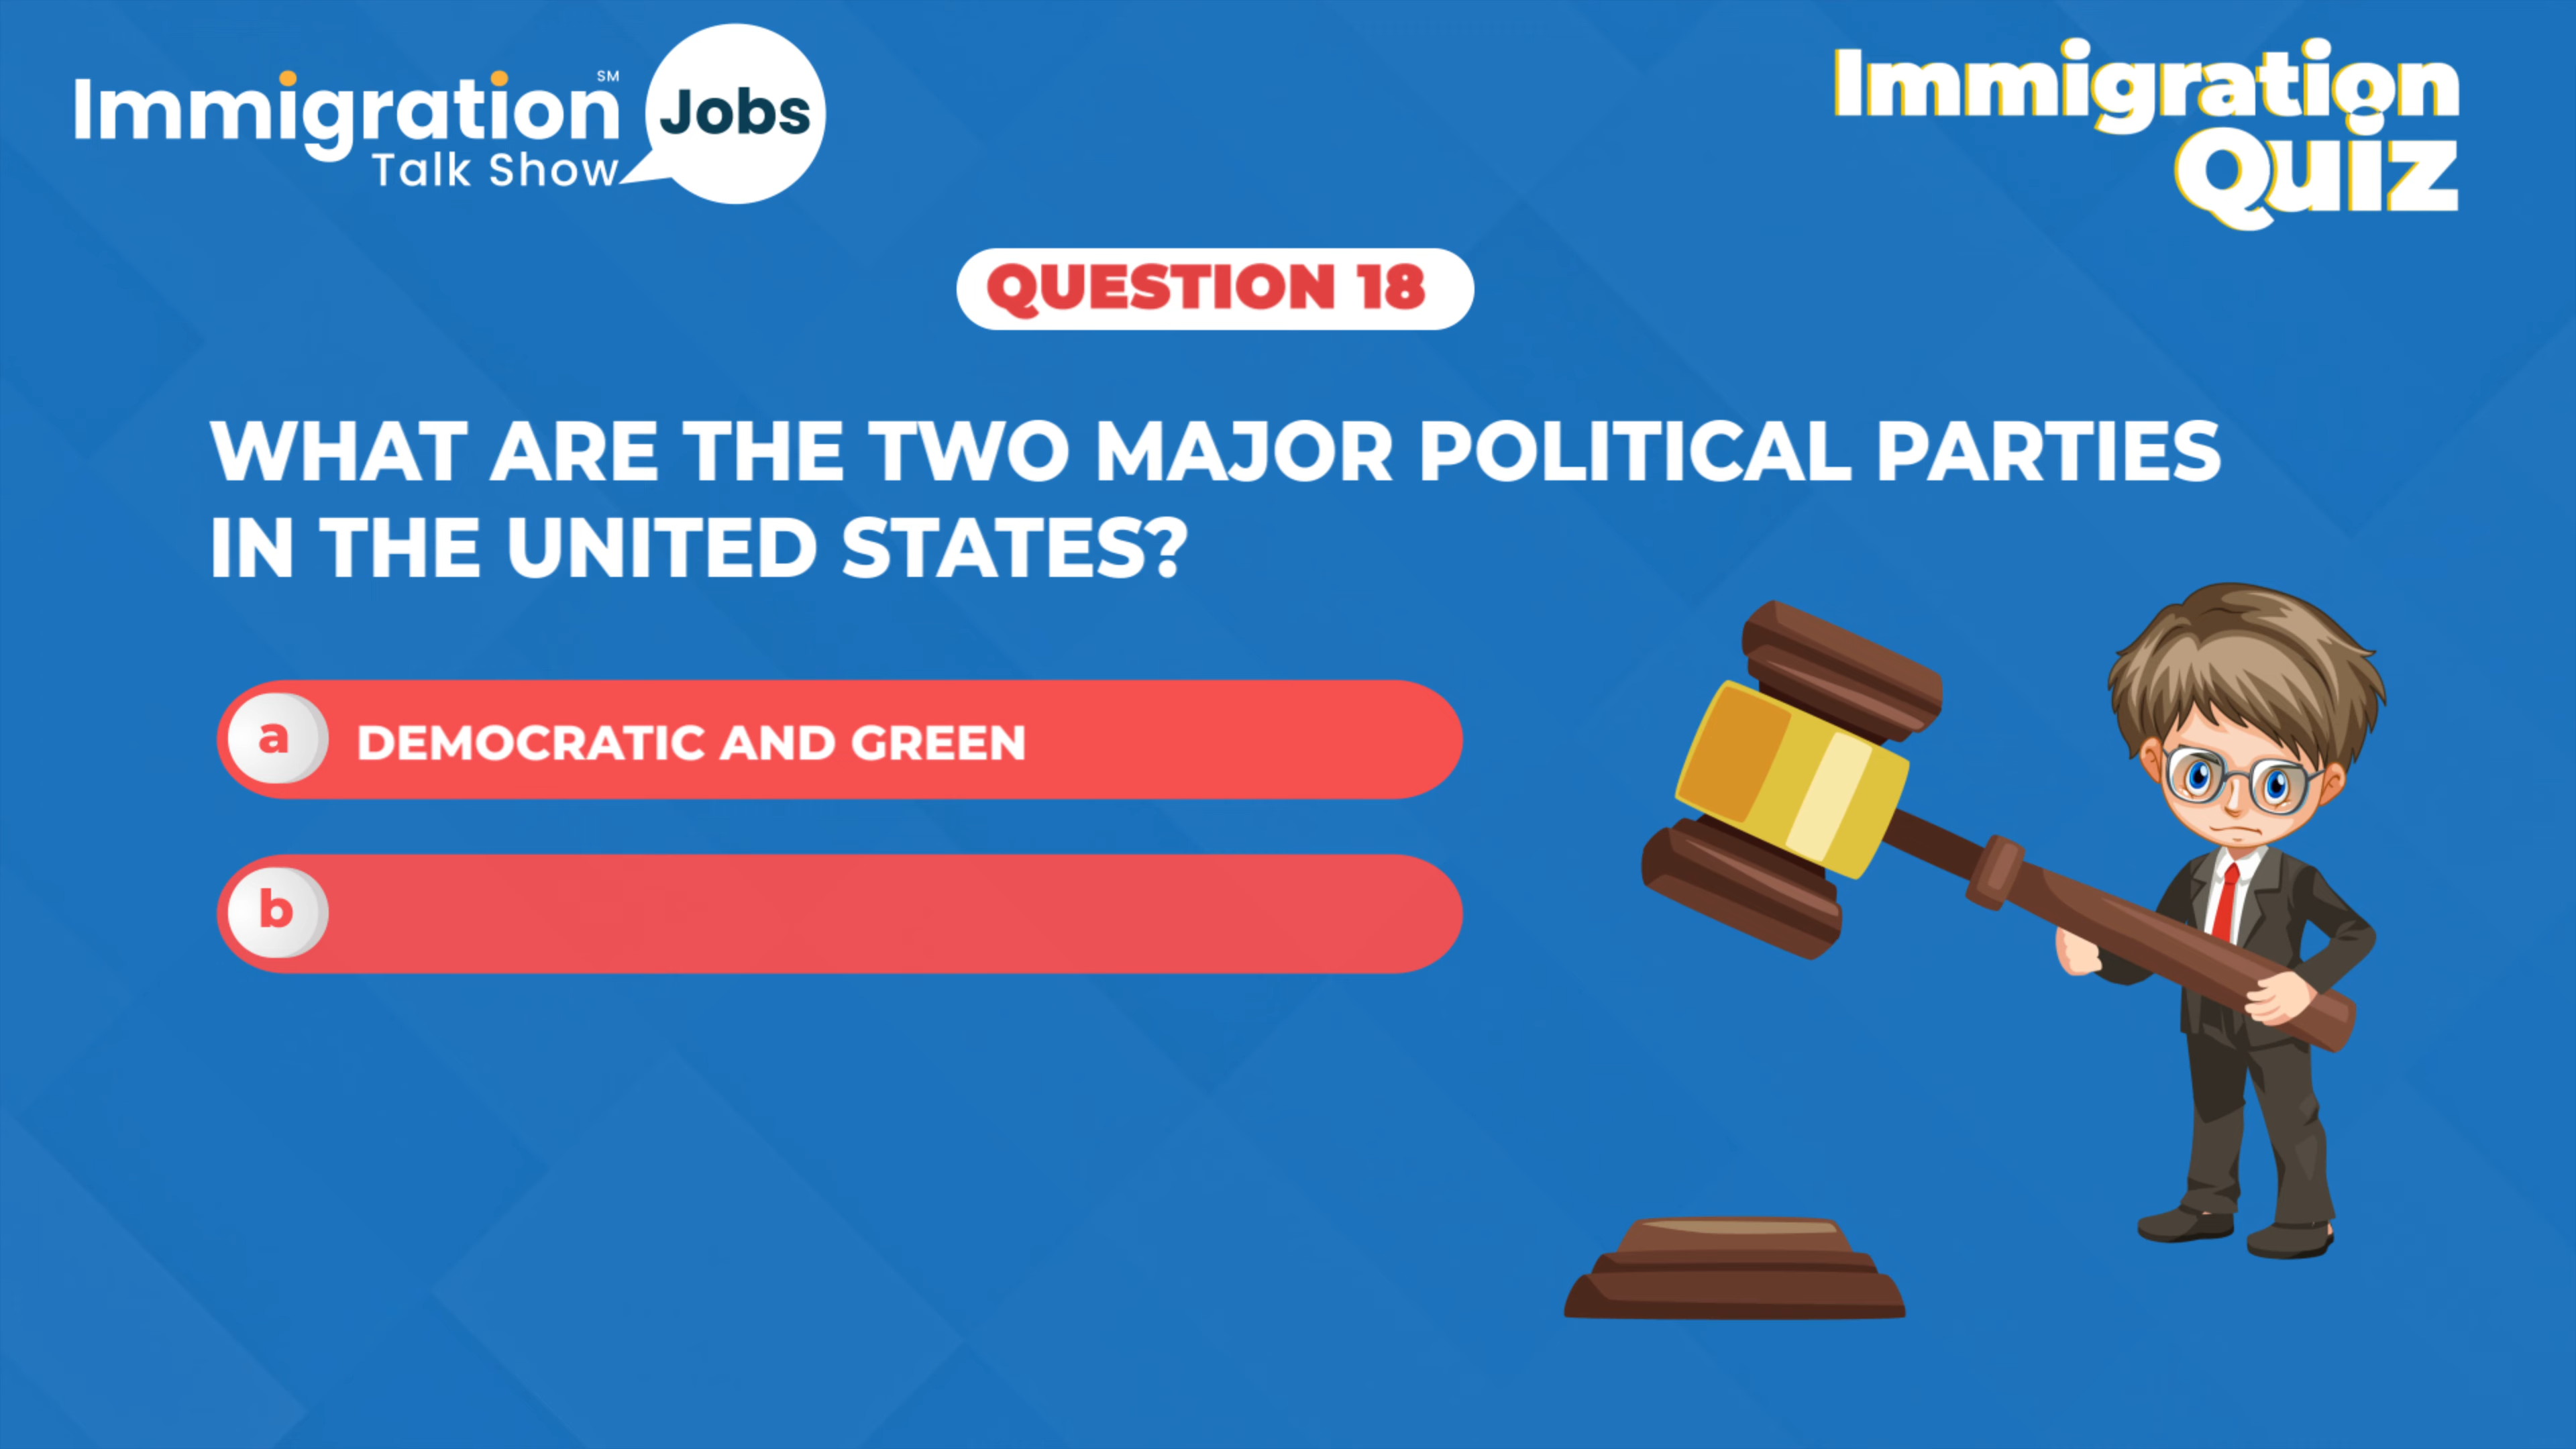 Immigration SM
Talk Show
Jobs
Immigration
Quiz
QUESTION 18
WHAT ARE THE TWO MAJOR POLITICAL PARTIES
IN THE UNITED STATES?
a DEMOCRATIC AND GREEN
b